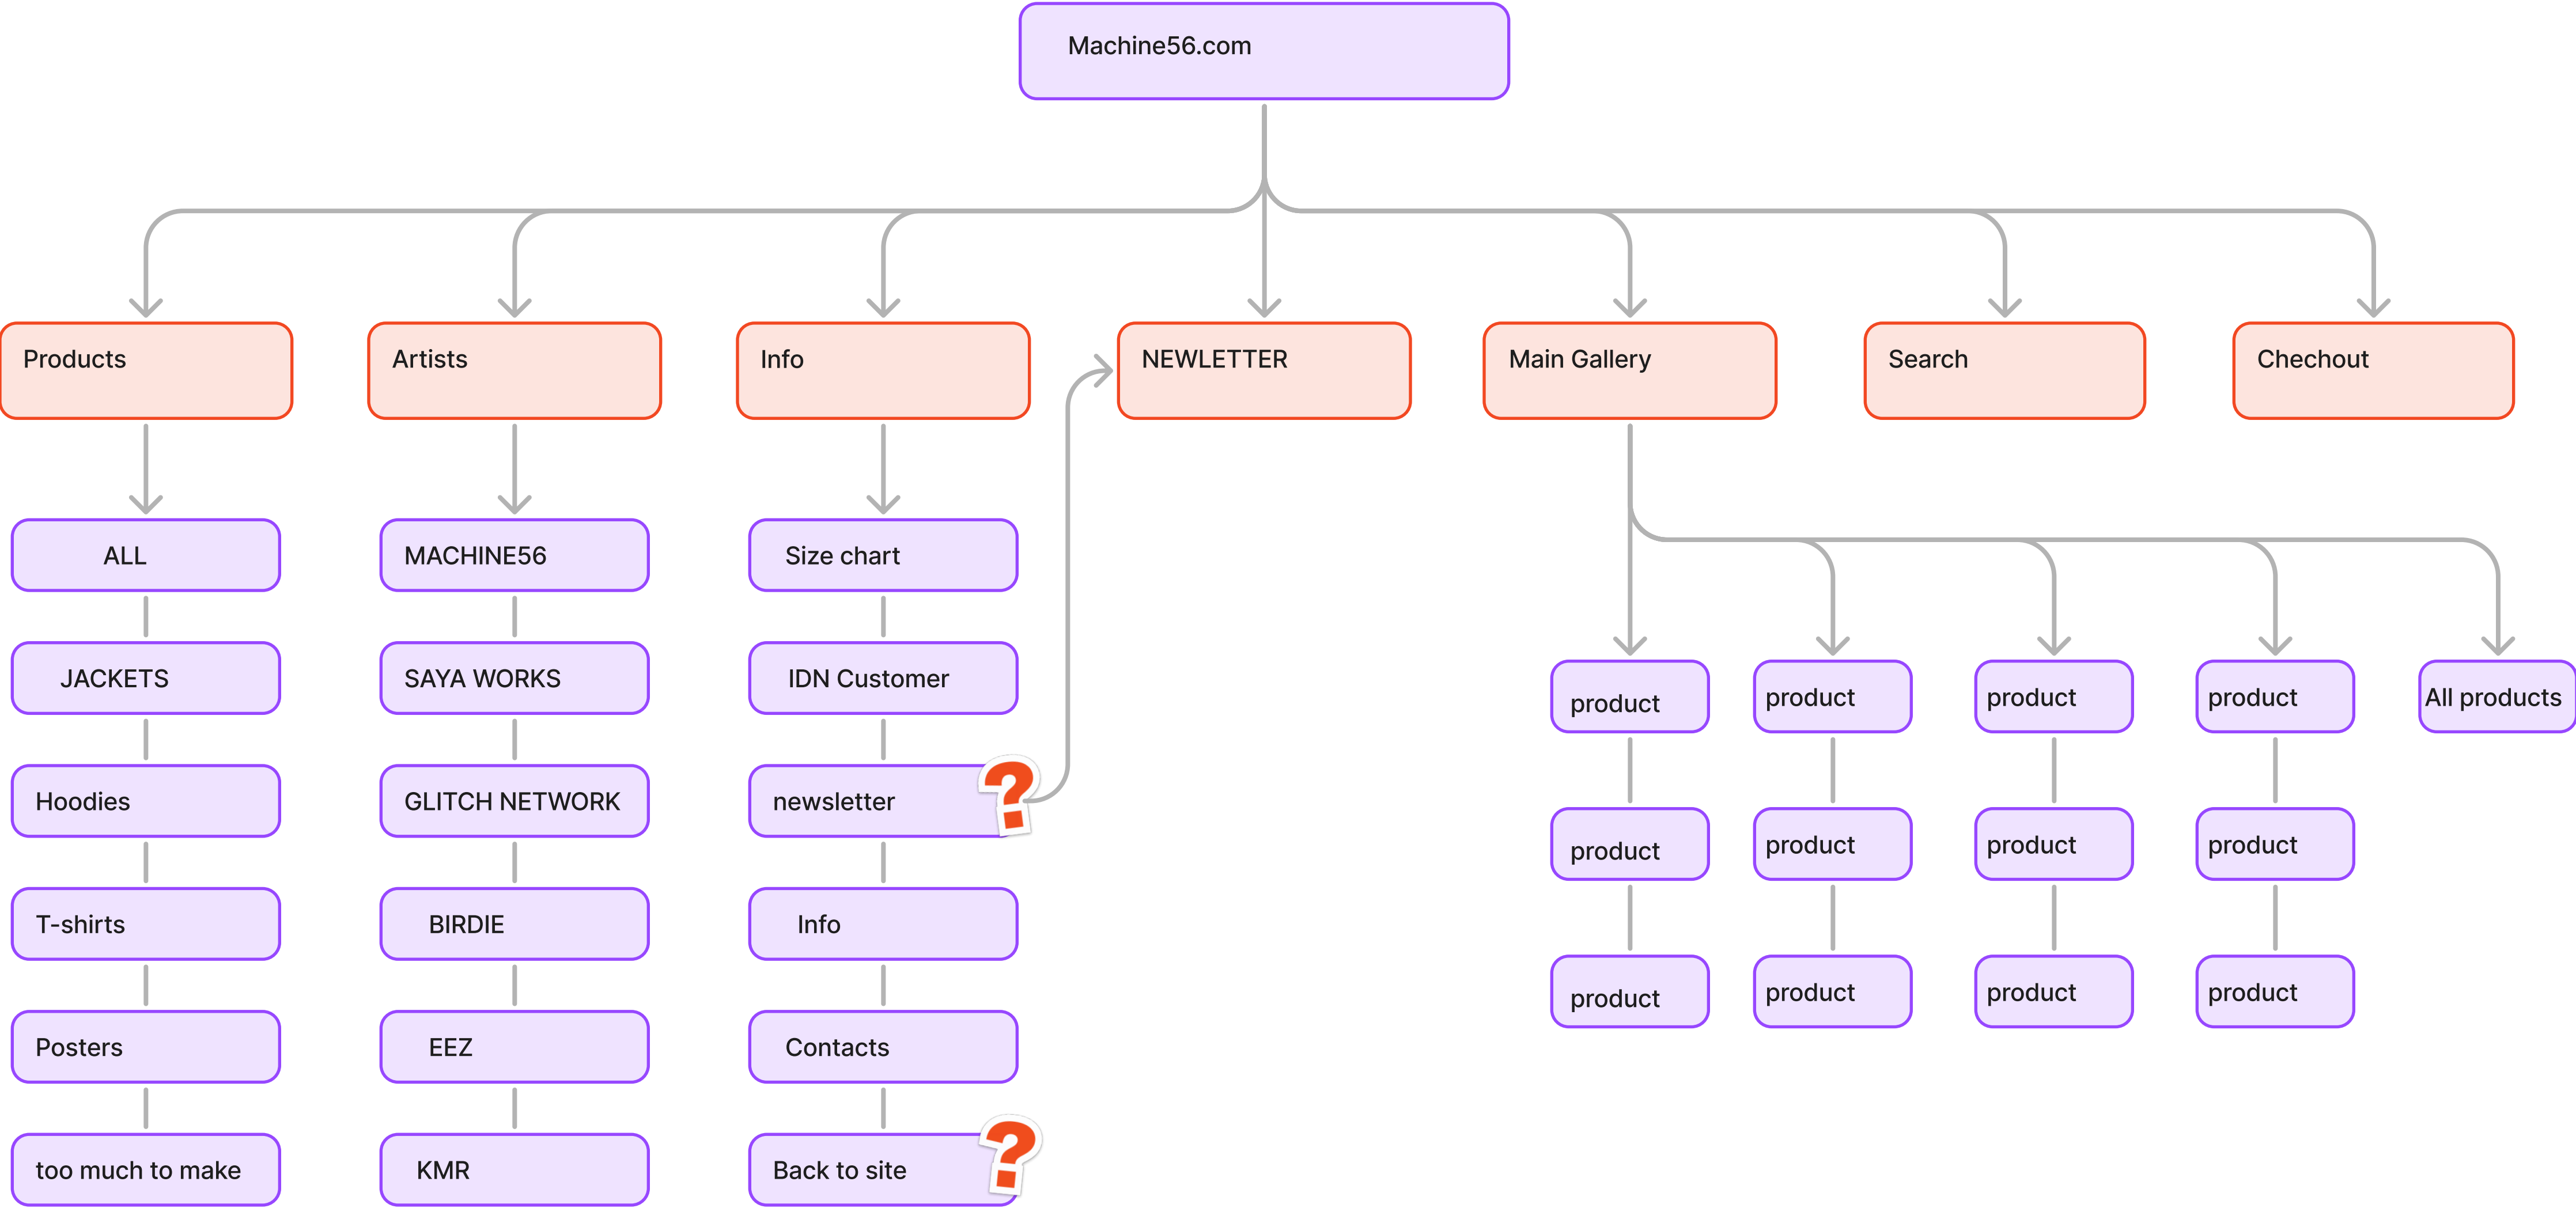 Machine56.com
Products
Artists
Info
NEWLETTER
Main Gallery
Search
Chechout
ALL
JACKETS
Hoodies
T-shirts
Posters
too much to make
MACHINE56
SAYA WORKS
GLITCH NETWORK
BIRDIE
EEZ
KMR
Size chart
IDN Customer
newsletter
?
Info
Contacts
Back to site
?
product
product
product
product
product
product
product
product
product
product
product
product
All products